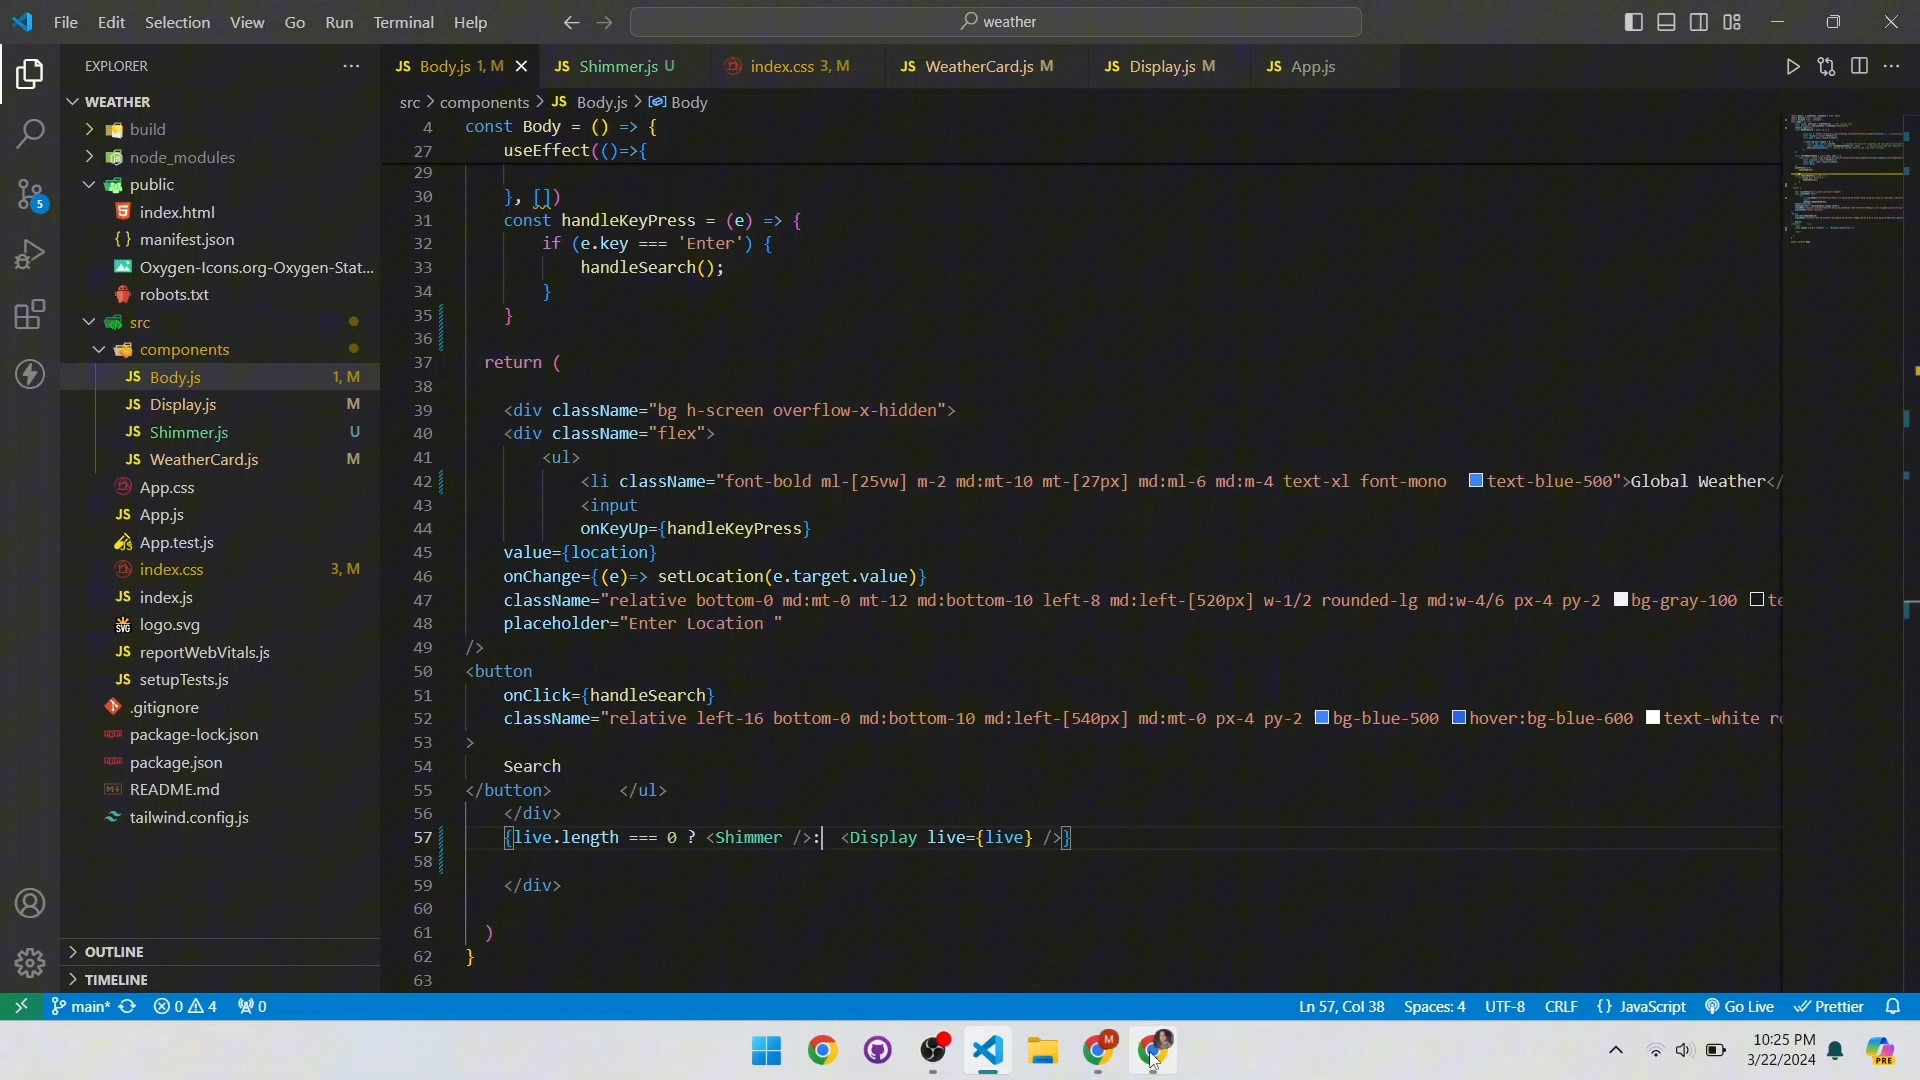 File Edit Selection View Go Run Terminal Help
weather
EXPLORER
WEATHER
build
node_modules
public
index.html
manifest.json
Oxygen-Icons.org-Oxygen-Stat...
robots.txt
src
components
Body.js 1, M
Display.js M
Shimmer.js U
WeatherCard.js M
App.css
App.js
App.test.js
index.css 3, M
index.js
logo.svg
reportWebVitals.js
setupTests.js
.gitignore
package-lock.json
package.json
README.md
tailwind.config.js
OUTLINE
TIMELINE
5
JS Body.js 1, M JS Shimmer.js U index.css 3, M JS WeatherCard.js M JS Display.js M JS App.js
src > components > JS Body.js > Body
4 const Body = () => {
27 useEffect(()=>{
29
30 }, [])
31 const handleKeyPress = (e) => {
32 if (e.key === 'Enter') {
33 handleSearch();
34 }
35 }
36
37 return (
38
39 <div className="bg h-screen overflow-x-hidden">
40 <div className="flex">
41 <ul>
42 <li className="font-bold ml-[25vw] m-2 md:mt-10 mt-[27px] md:ml-6 md:m-4 text-xl font-mono text-blue-500">Global Weather</
43 <input
44 onKeyUp={handleKeyPress}
45 value={location}
46 onChange={(e)=> setLocation(e.target.value)}
47 className="relative bottom-0 md:mt-0 mt-12 md:bottom-10 left-8 md:left-[520px] w-1/2 rounded-lg md:w-4/6 px-4 py-2 bg-gray-100 te
48 placeholder="Enter Location "
49 />
50 <button
51 onClick={handleSearch}
52 className="relative left-16 bottom-0 md:bottom-10 md:left-[540px] md:mt-0 px-4 py-2 bg-blue-500 hover:bg-blue-600 text-white ro
53 >
54 Search
55 </button> </ul>
56 </div>
57 {live.length === 0 ? <Shimmer />: <Display live={live} />}
58
59 </div>
60
61 )
62 }
63
main* 0 4 0 Ln 57, Col 38 Spaces: 4 UTF-8 CRLF {} JavaScript Go Live Prettier
M
10:25 PM
3/22/2024
PRE